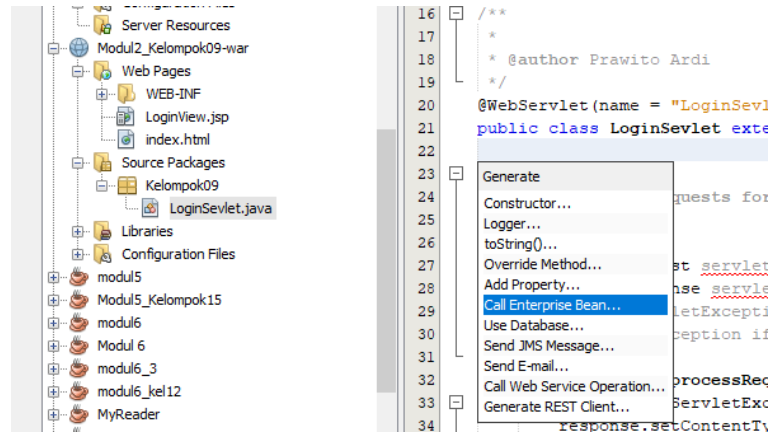 Configuration Files
Server Resources
Modul2_Kelompok09-war
Web Pages
WEB-INF
LoginView.jsp
index.html
Source Packages
Kelompok09
LoginSevlet.java
Libraries
Configuration Files
modul5
Modul5_Kelompok15
modul6
Modul 6
modul6_3
modul6_kel12
MyReader
16 /**
17 *
18 * @author Prawito Ardi
19 */
20 @WebServlet(name = "LoginSevl
21 public class LoginSevlet exte
22
23
24 quests for
25
26
27 st servlet
28 nse servle
29 letExcepti
30 ception if
31
32 processReq
33 ServletExc
34 response.setContentTy
Generate
Constructor...
Logger...
toString()...
Override Method...
Add Property...
Call Enterprise Bean...
Use Database...
Send JMS Message...
Send E-mail...
Call Web Service Operation...
Generate REST Client...